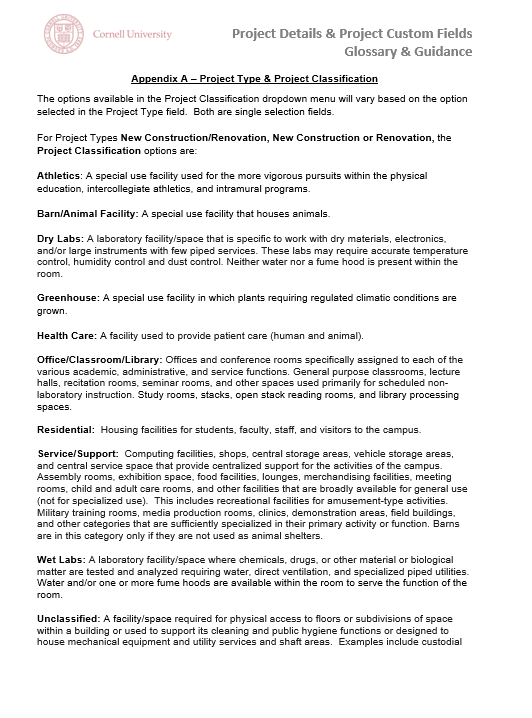 Cornell University
Project Details & Project Custom Fields
Glossary & Guidance
Appendix A – Project Type & Project Classification
The options available in the Project Classification dropdown menu will vary based on the option
selected in the Project Type field.  Both are single selection fields.
For Project Types New Construction/Renovation, New Construction or Renovation, the
Project Classification options are:
Athletics: A special use facility used for the more vigorous pursuits within the physical
education, intercollegiate athletics, and intramural programs.
Barn/Animal Facility: A special use facility that houses animals.
Dry Labs: A laboratory facility/space that is specific to work with dry materials, electronics,
and/or large instruments with few piped services. These labs may require accurate temperature
control, humidity control and dust control. Neither water nor a fume hood is present within the
room.
Greenhouse: A special use facility in which plants requiring regulated climatic conditions are
grown.
Health Care: A facility used to provide patient care (human and animal).
Office/Classroom/Library: Offices and conference rooms specifically assigned to each of the
various academic, administrative, and service functions. General purpose classrooms, lecture
halls, recitation rooms, seminar rooms, and other spaces used primarily for scheduled non-
laboratory instruction. Study rooms, stacks, open stack reading rooms, and library processing
spaces.
Residential:  Housing facilities for students, faculty, staff, and visitors to the campus.
Service/Support:  Computing facilities, shops, central storage areas, vehicle storage areas,
and central service space that provide centralized support for the activities of the campus.
Assembly rooms, exhibition space, food facilities, lounges, merchandising facilities, meeting
rooms, child and adult care rooms, and other facilities that are broadly available for general use
(not for specialized use).  This includes recreational facilities for amusement-type activities.
Military training rooms, media production rooms, clinics, demonstration areas, field buildings,
and other categories that are sufficiently specialized in their primary activity or function. Barns
are in this category only if they are not used as animal shelters.
Wet Labs: A laboratory facility/space where chemicals, drugs, or other material or biological
matter are tested and analyzed requiring water, direct ventilation, and specialized piped utilities.
Water and/or one or more fume hoods are available within the room to serve the function of the
room.
Unclassified: A facility/space required for physical access to floors or subdivisions of space
within a building or used to support its cleaning and public hygiene functions or designed to
house mechanical equipment and utility services and shaft areas.  Examples include custodial